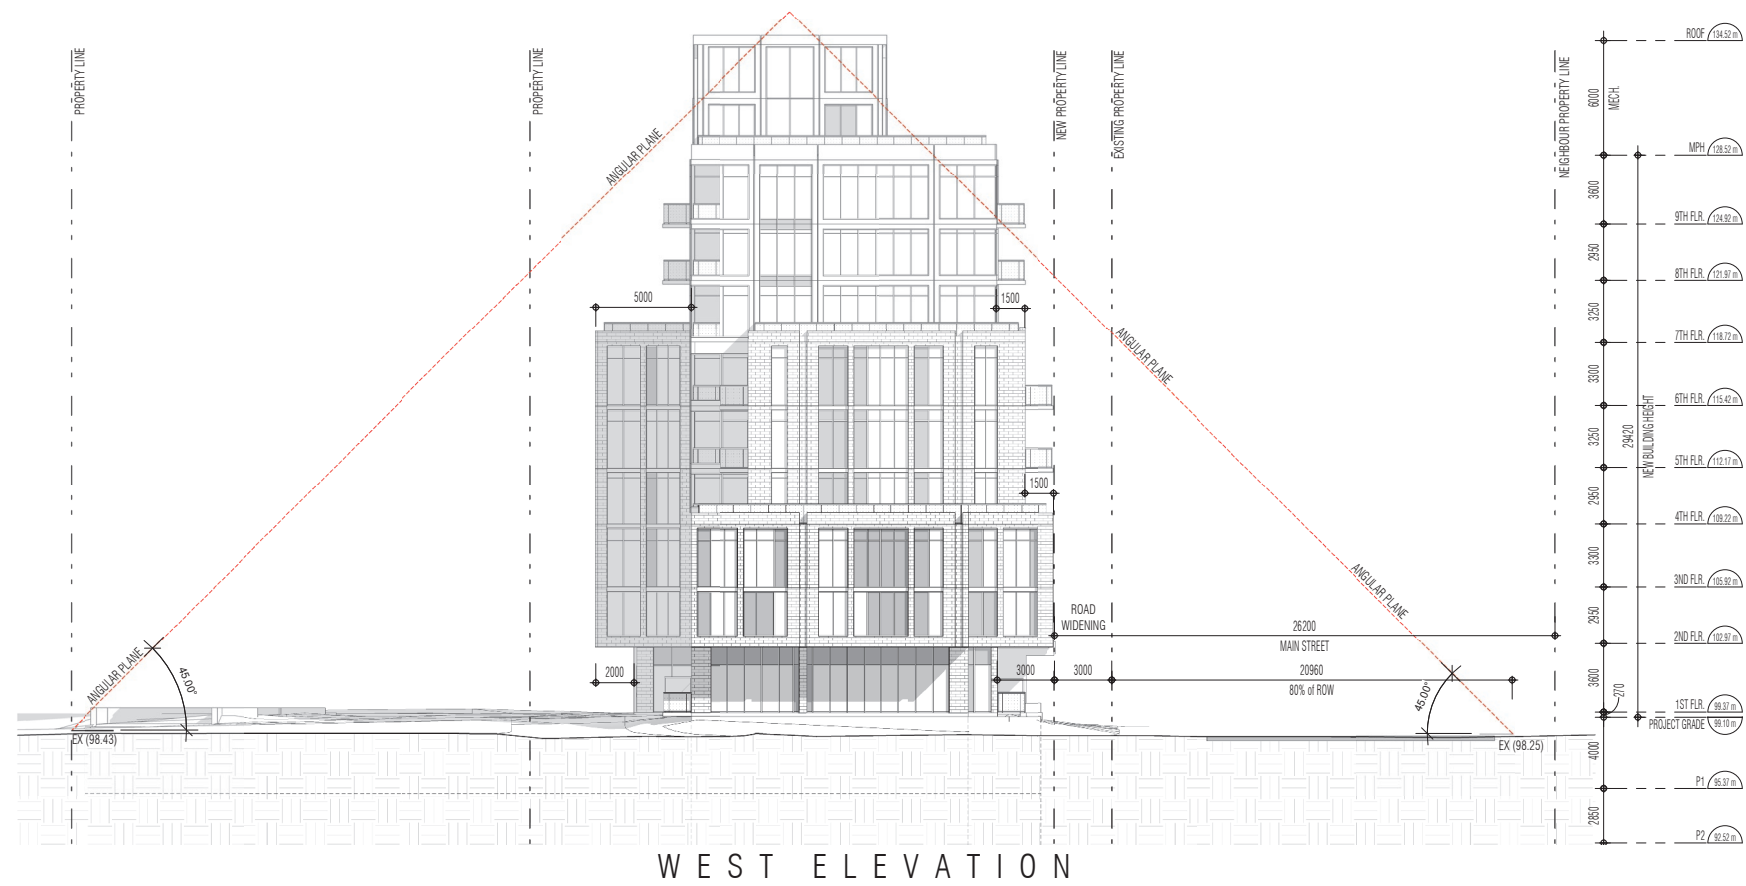 PROPERTY LINE
PROPERTY LINE
NEW PROPERTY LINE
EXISTING PROPERTY LINE
NEIGHBOUR PROPERTY LINE
ANGULAR PLANE
ANGULAR PLANE
ANGULAR PLANE
ANGULAR PLANE
45.00°
45.00°
EX (98.43)
EX (98.25)
5000
1500
1500
2000
3000
3000
ROAD
WIDENING
26200
MAIN STREET
20960
80% of ROW
ROOF 134.52 m
6000
MECH.
MPH 128.52 m
3600
9TH FLR. 124.92 m
2950
8TH FLR. 121.97 m
3250
7TH FLR. 118.72 m
3300
6TH FLR. 115.42 m
3250
29420
NEW BUILDING HEIGHT
5TH FLR. 112.17 m
2950
4TH FLR. 109.22 m
3300
3ND FLR. 105.92 m
2950
2ND FLR. 102.97 m
3600
270
1ST FLR. 99.37 m
PROJECT GRADE 99.10 m
4000
P1 95.37 m
2850
P2 92.52 m
WEST ELEVATION